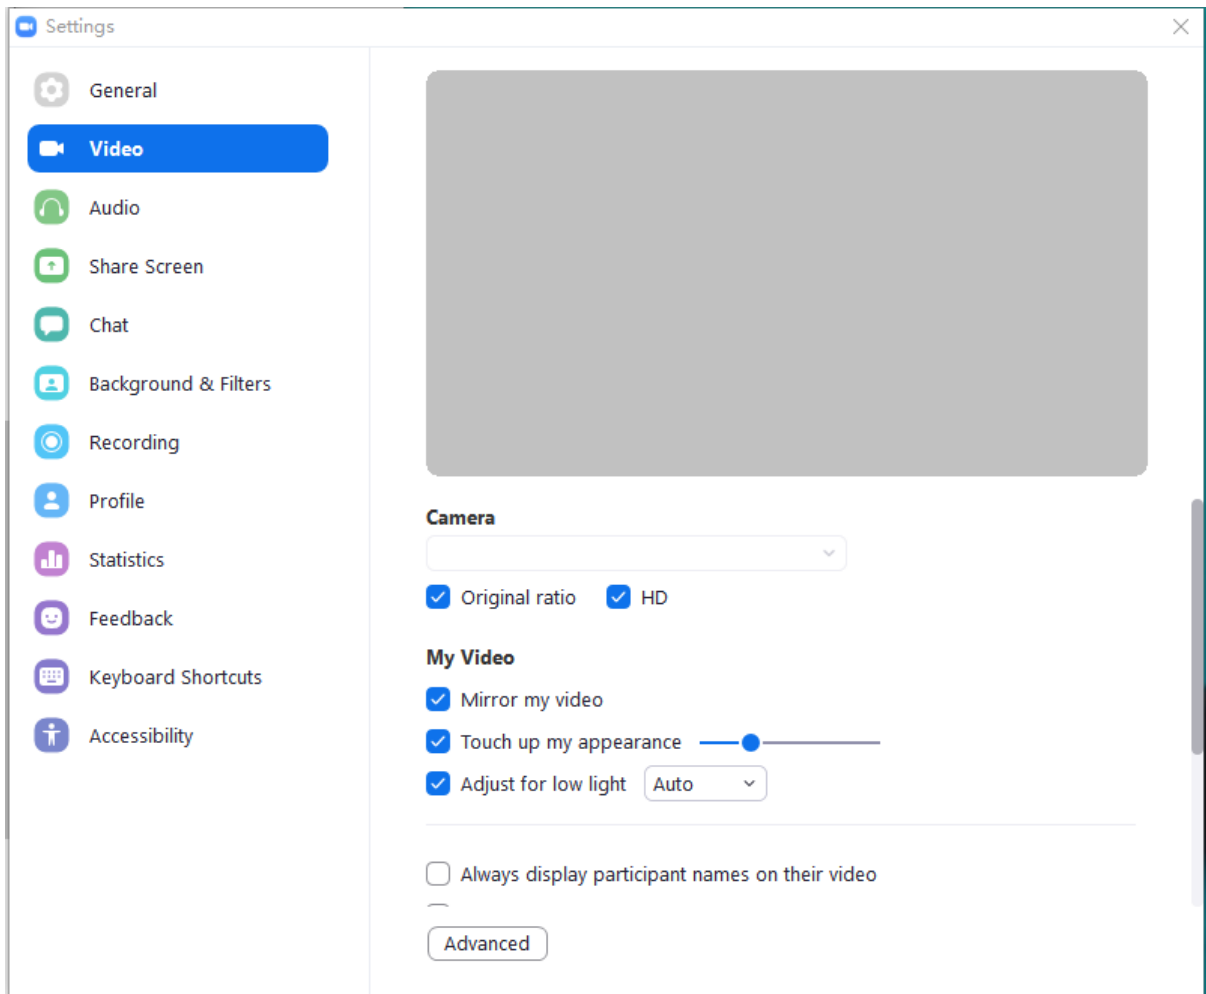 Settings
General
Video
Audio
Share Screen
Chat
Background & Filters
Recording
Profile
Statistics
Feedback
Keyboard Shortcuts
Accessibility
Camera
Original ratio HD
My Video
Mirror my video
Touch up my appearance
Adjust for low light Auto
Always display participant names on their video
Advanced